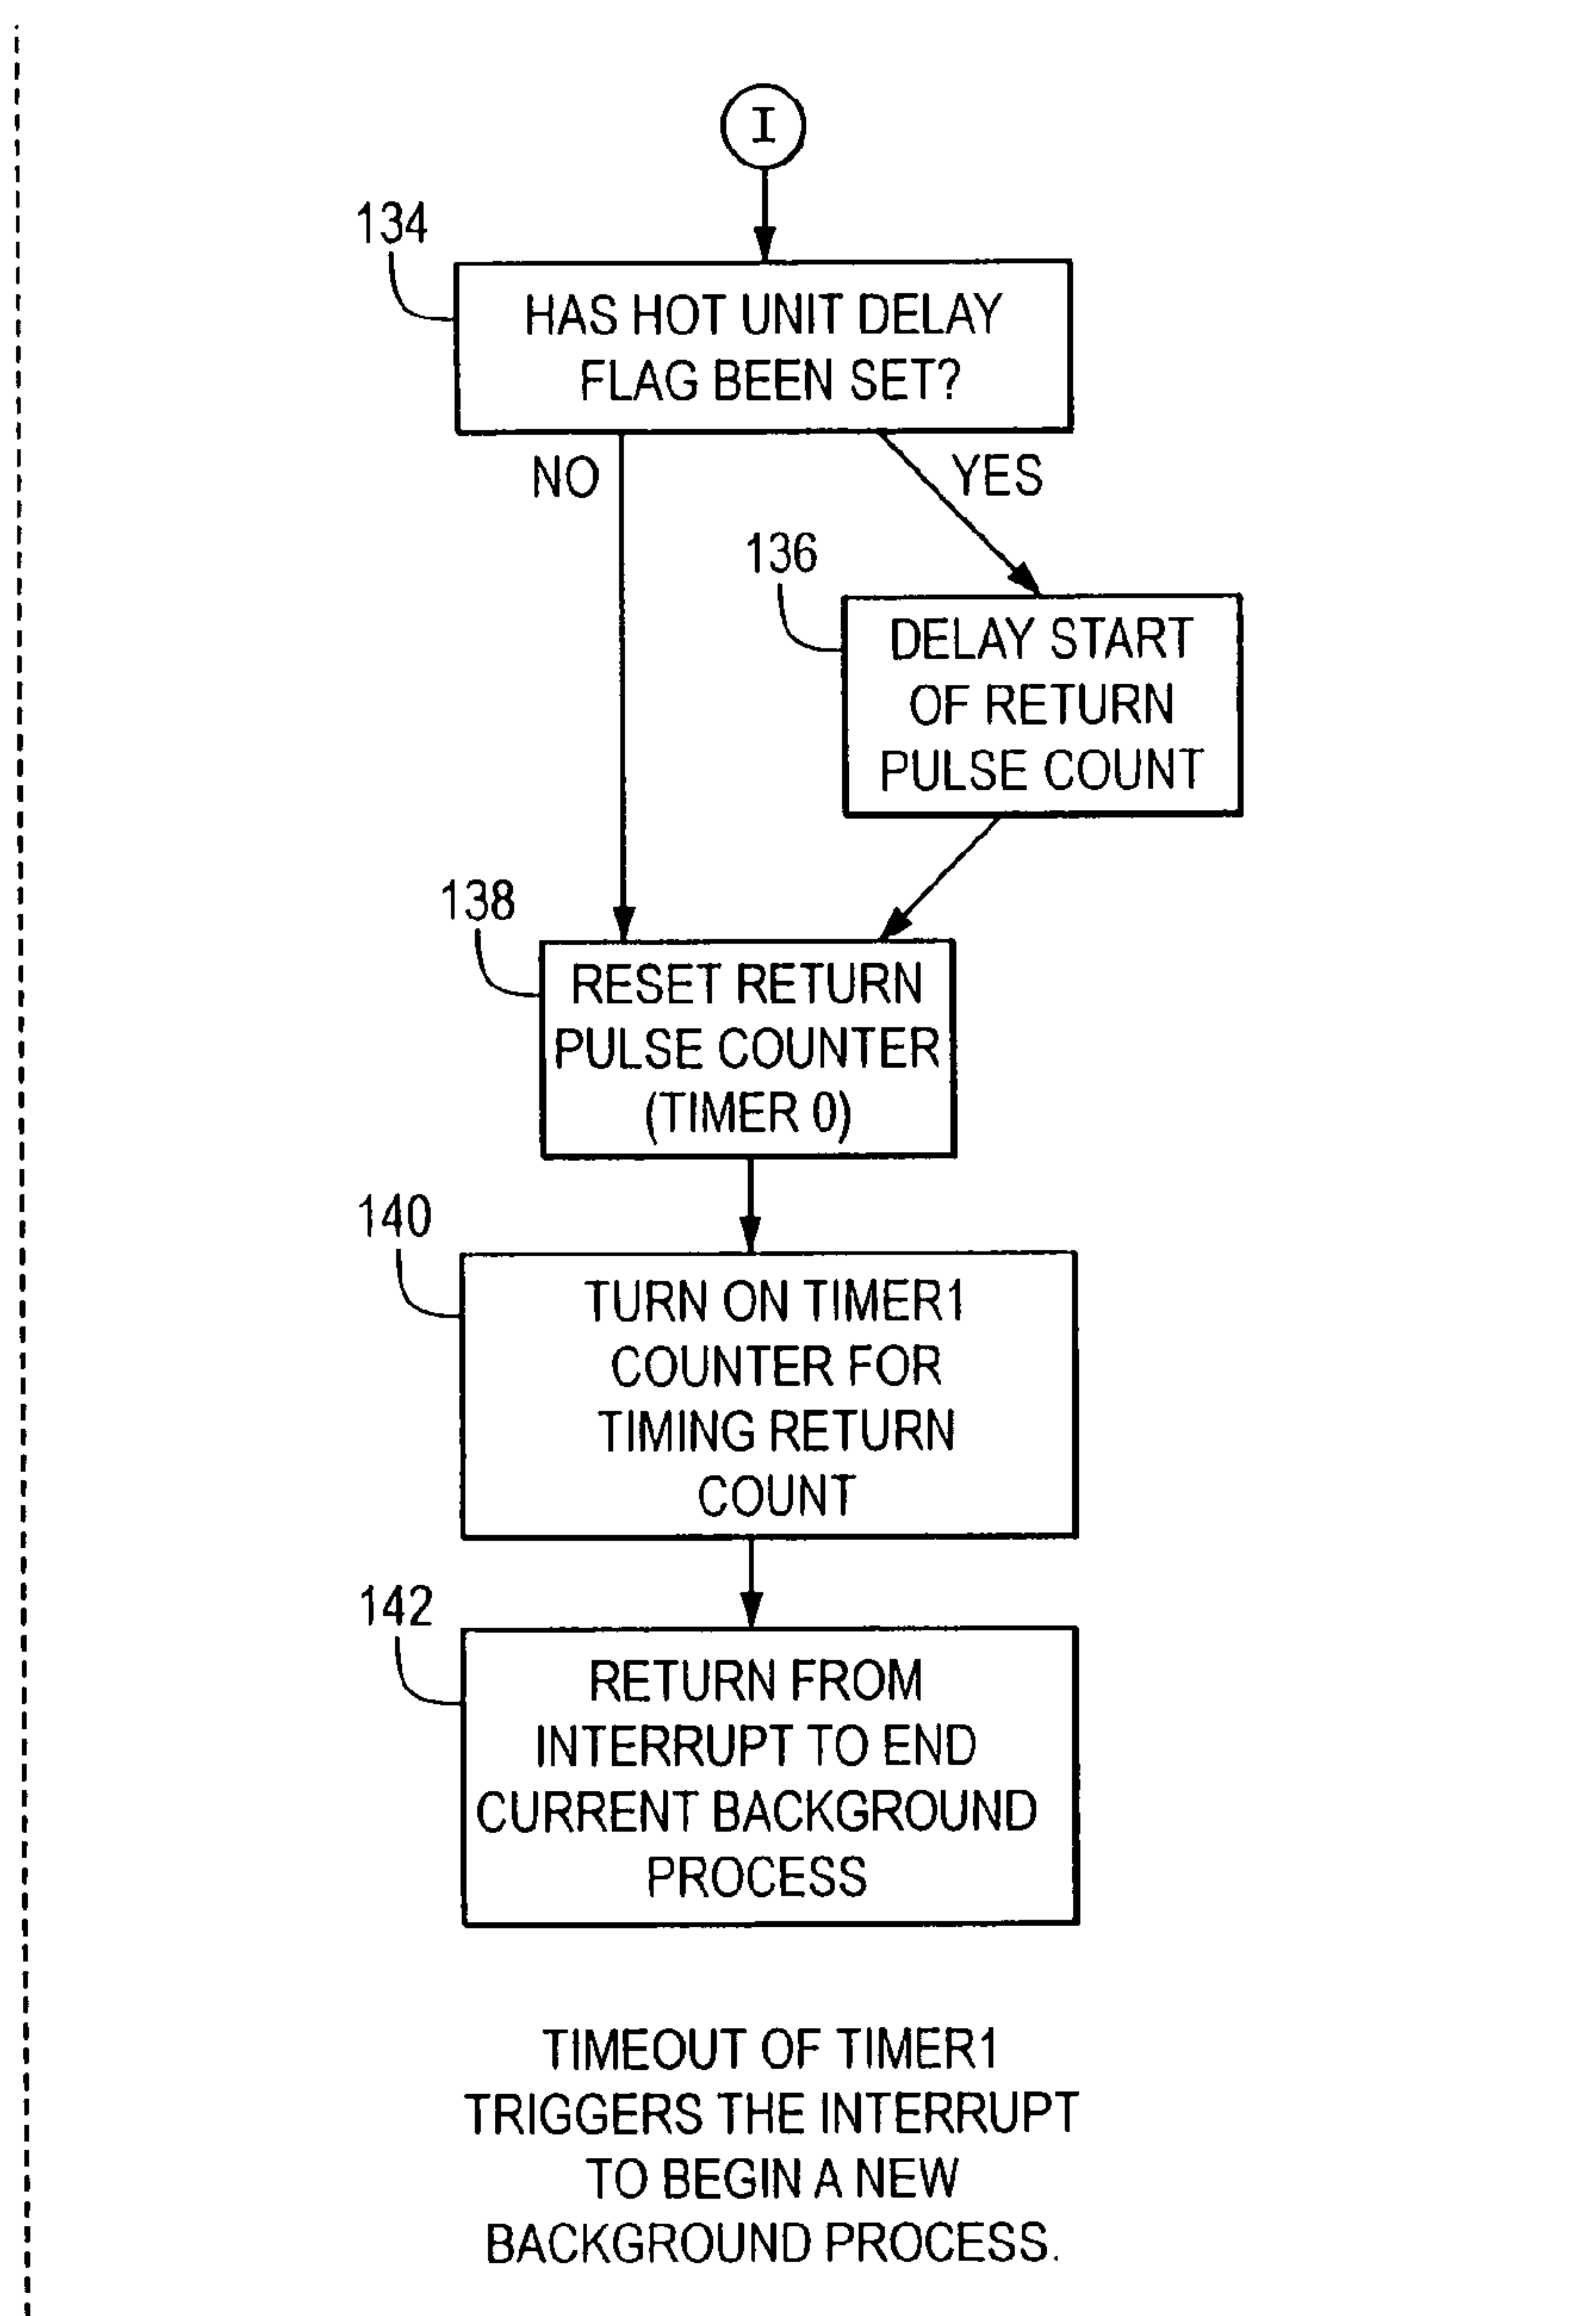 I
134
HAS HOT UNIT DELAY
FLAG BEEN SET?
NO
YES
136
DELAY START
OF RETURN
PULSE COUNT
138
RESET RETURN
PULSE COUNTER
(TIMER 0)
140
TURN ON TIMER1
COUNTER FOR
TIMING RETURN
COUNT
142
RETURN FROM
INTERRUPT TO END
CURRENT BACKGROUND
PROCESS
TIMEOUT OF TIMER1
TRIGGERS THE INTERRUPT
TO BEGIN A NEW
BACKGROUND PROCESS.